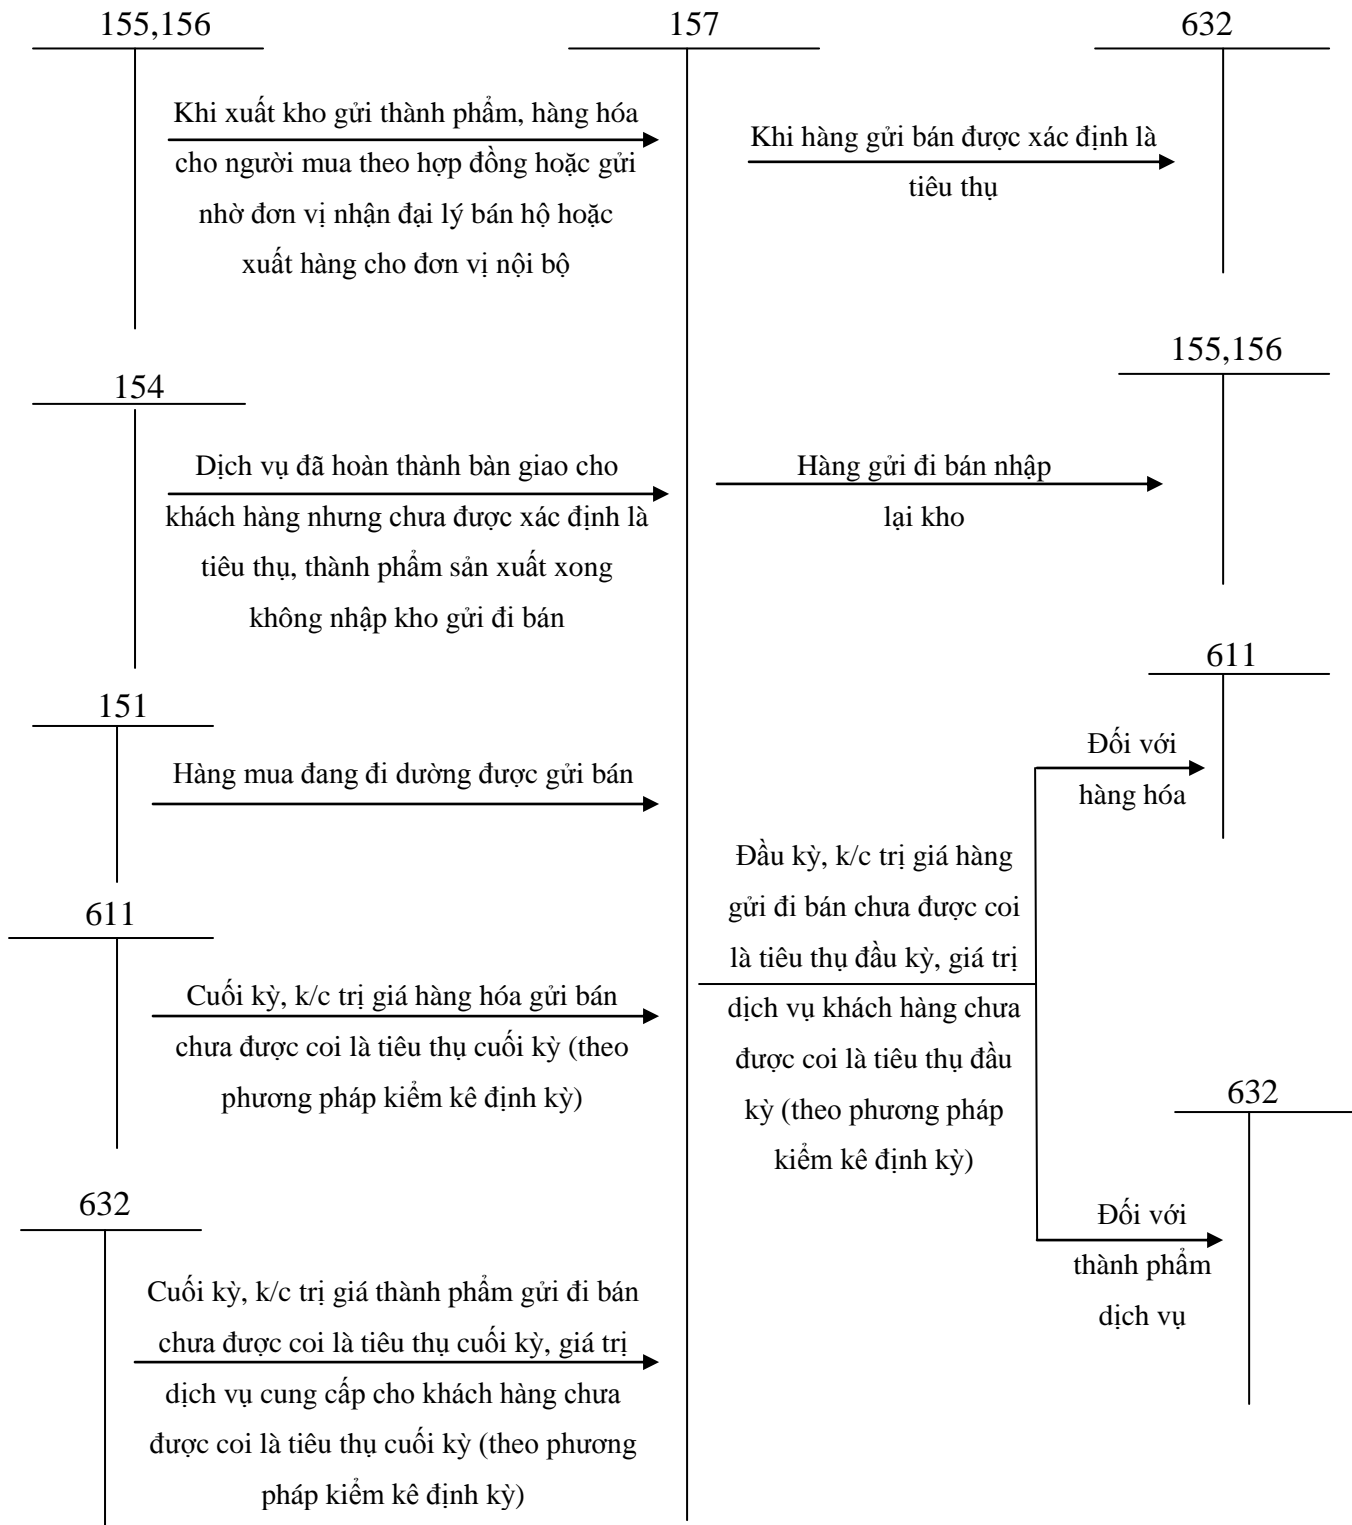 155,156
157
632
Khi xuất kho gửi thành phẩm, hàng hóa
cho người mua theo hợp đồng hoặc gửi
nhờ đơn vị nhận đại lý bán hộ hoặc
xuất hàng cho đơn vị nội bộ
Khi hàng gửi bán được xác định là
tiêu thụ
155,156
154
Dịch vụ đã hoàn thành bàn giao cho
khách hàng nhưng chưa được xác định là
tiêu thụ, thành phẩm sản xuất xong
không nhập kho gửi đi bán
Hàng gửi đi bán nhập
lại kho
611
151
Hàng mua đang đi dường được gửi bán
Đối với
hàng hóa
611
Cuối kỳ, k/c trị giá hàng hóa gửi bán
chưa được coi là tiêu thụ cuối kỳ (theo
phương pháp kiểm kê định kỳ)
Đầu kỳ, k/c trị giá hàng
gửi đi bán chưa được coi
là tiêu thụ đầu kỳ, giá trị
dịch vụ khách hàng chưa
được coi là tiêu thụ đầu
kỳ (theo phương pháp
kiểm kê định kỳ)
632
632
Đối với
thành phẩm
dịch vụ
Cuối kỳ, k/c trị giá thành phẩm gửi đi bán
chưa được coi là tiêu thụ cuối kỳ, giá trị
dịch vụ cung cấp cho khách hàng chưa
được coi là tiêu thụ cuối kỳ (theo phương
pháp kiểm kê định kỳ)